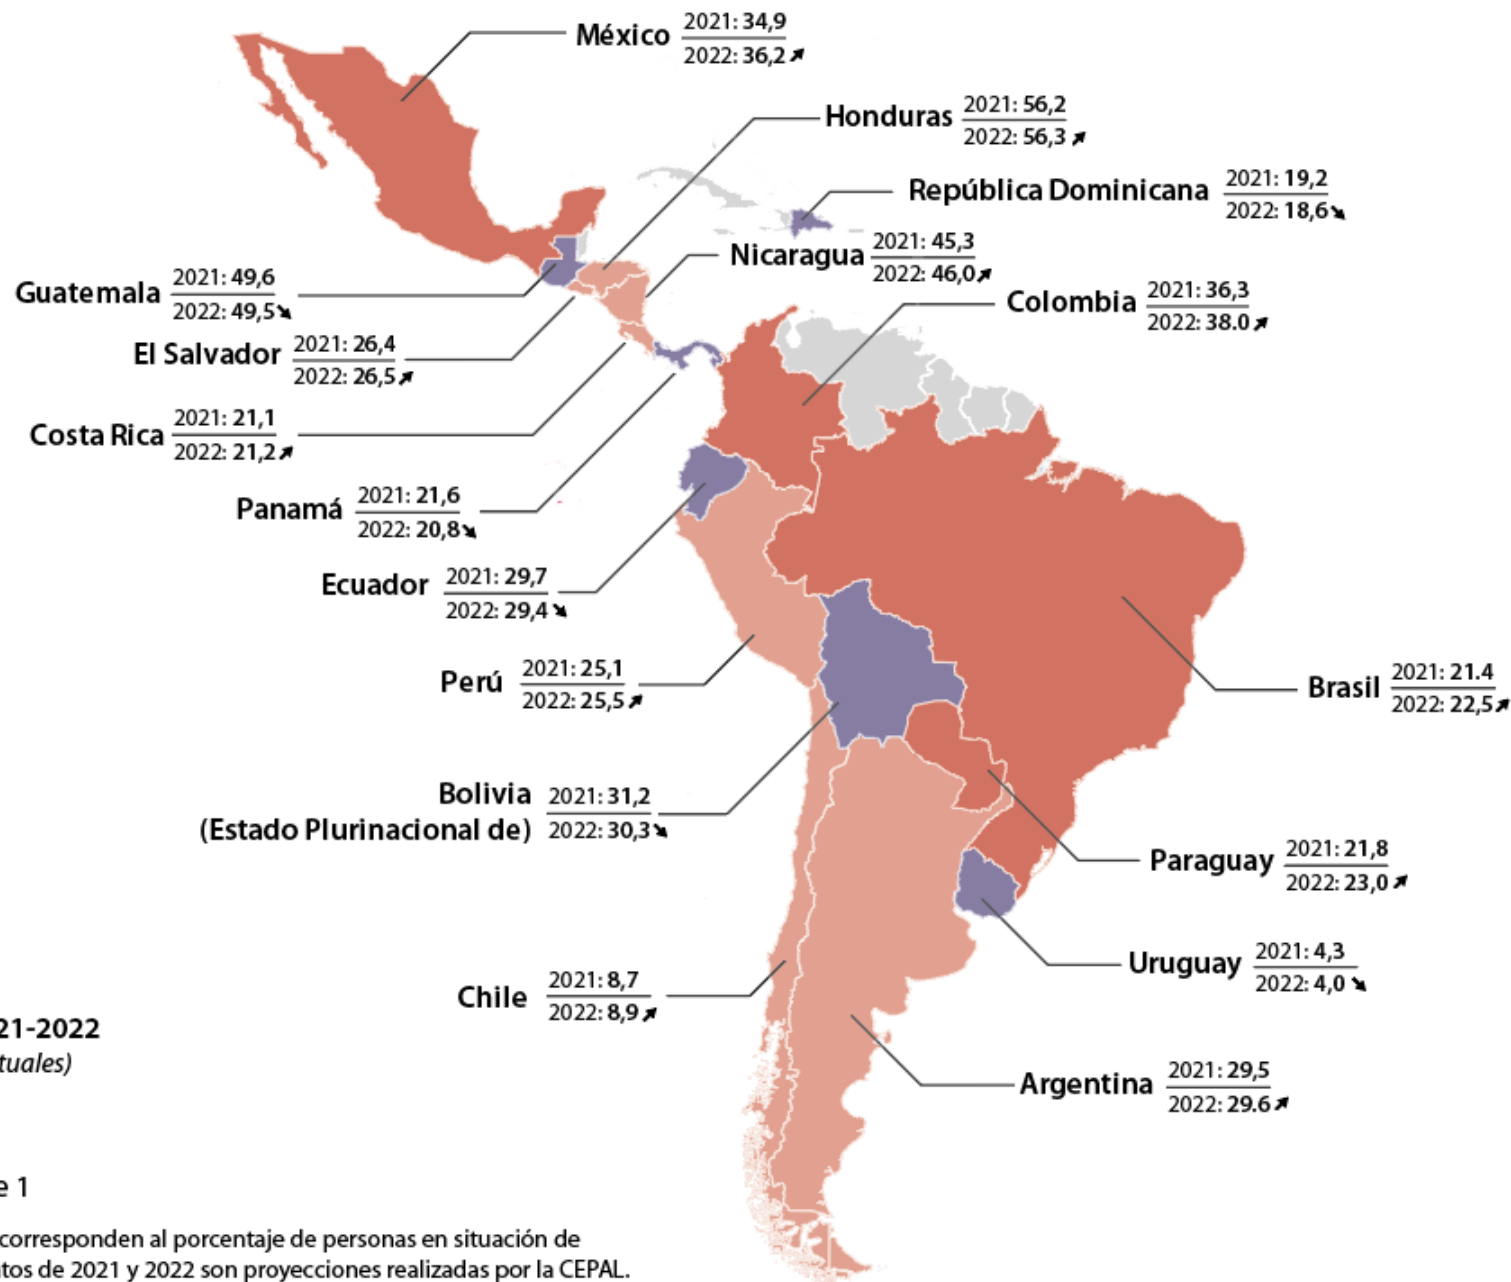 México
2021: 34,9
2022: 36,2
Honduras
2021: 56,2
2022: 56,3
República Dominicana
2021: 19,2
2022: 18,6
Nicaragua
2021: 45,3
2022: 46,0
Guatemala
2021: 49,6
2022: 49,5
Colombia
2021: 36,3
2022: 38.0
El Salvador
2021: 26,4
2022: 26,5
Costa Rica
2021: 21,1
2022: 21,2
Panamá
2021: 21,6
2022: 20,8
Ecuador
2021: 29,7
2022: 29,4
Perú
2021: 25,1
2022: 25,5
Brasil
2021: 21.4
2022: 22,5
Bolivia
(Estado Plurinacional de)
2021: 31,2
2022: 30,3
Paraguay
2021: 21,8
2022: 23,0
Uruguay
2021: 4,3
2022: 4,0
Chile
2021: 8,7
2022: 8,9
21-2022
tuales)
Argentina
2021: 29,5
2022: 29.6
e 1
corresponden al porcentaje de personas en situación de
tos de 2021 y 2022 son proyecciones realizadas por la CEPAL.